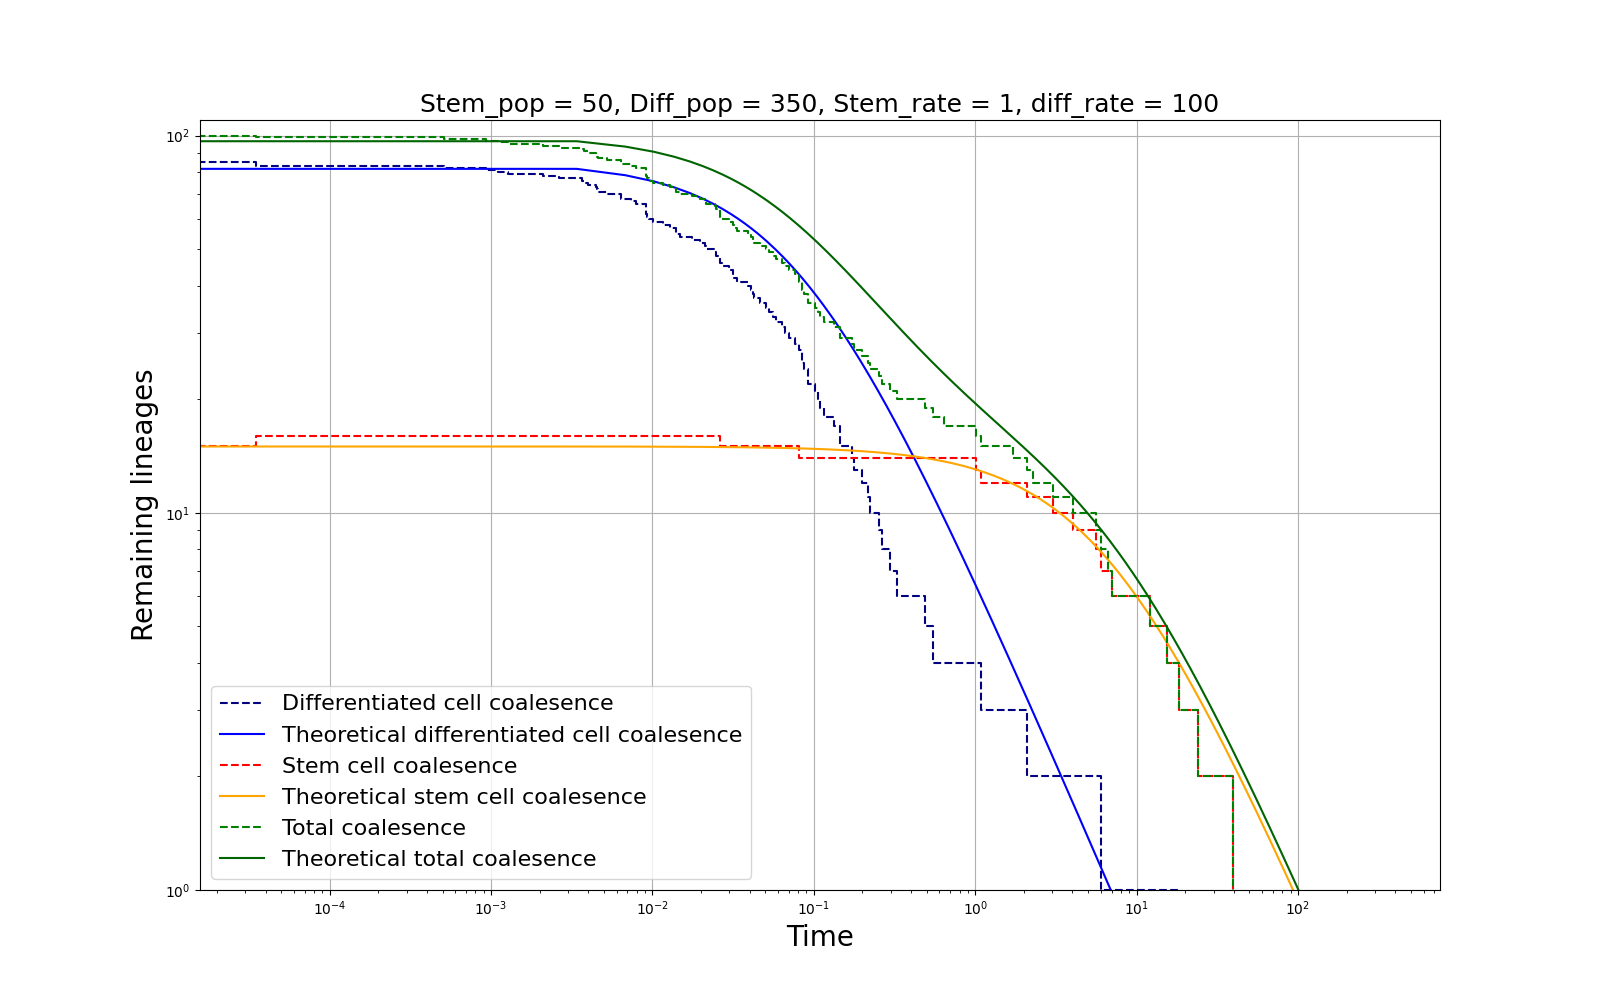 Stem_pop = 50, Diff_pop = 350, Stem_rate = 1, diff_rate = 100
Remaining lineages
10²
10¹
10⁰
Differentiated cell coalesence
Theoretical differentiated cell coalesence
Stem cell coalesence
Theoretical stem cell coalesence
Total coalesence
Theoretical total coalesence
10⁻⁴ 10⁻³ 10⁻² 10⁻¹ 10⁰ 10¹ 10²
Time